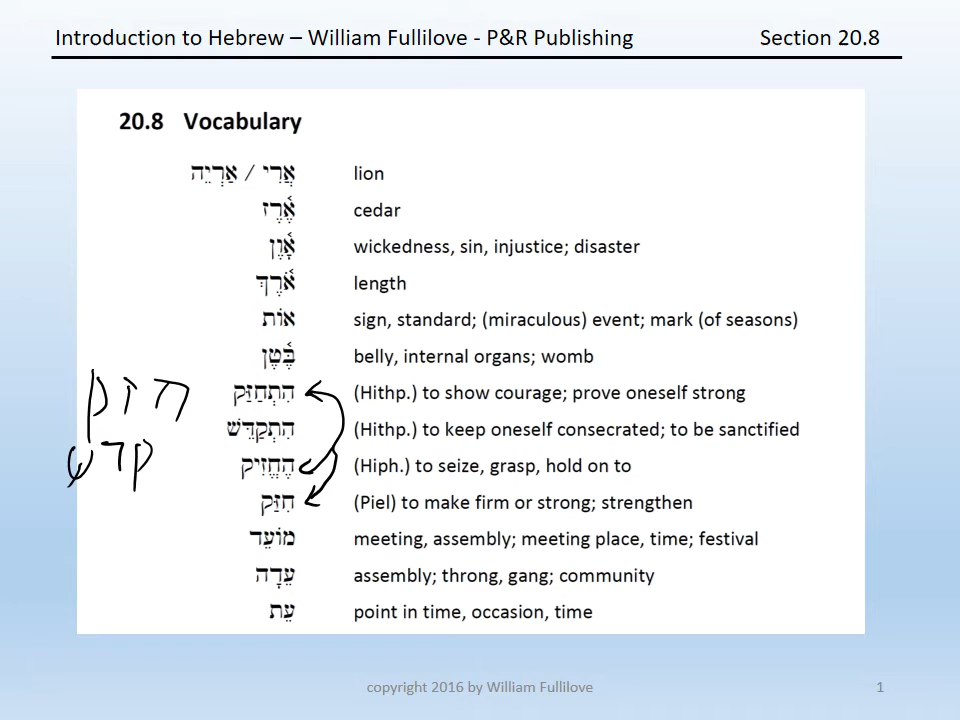 Introduction to Hebrew – William Fullilove - P&R Publishing Section 20.8
20.8 Vocabulary
אֲרִי / אַרְיֵה lion
אֶ֫רֶז cedar
אָ֫וֶן wickedness, sin, injustice; disaster
אֹ֫רֶךְ length
אוֹת sign, standard; (miraculous) event; mark (of seasons)
בֶּ֫טֶן belly, internal organs; womb
חזק הִתְחַזַּק (Hithp.) to show courage; prove oneself strong
הִתְקַדֵּשׁ (Hithp.) to keep oneself consecrated; to be sanctified
קדש הֶחֱזִיק (Hiph.) to seize, grasp, hold on to
חִזַּק (Piel) to make firm or strong; strengthen
מוֹעֵד meeting, assembly; meeting place, time; festival
עֵדָה assembly; throng, gang; community
עֵת point in time, occasion, time
copyright 2016 by William Fullilove 1